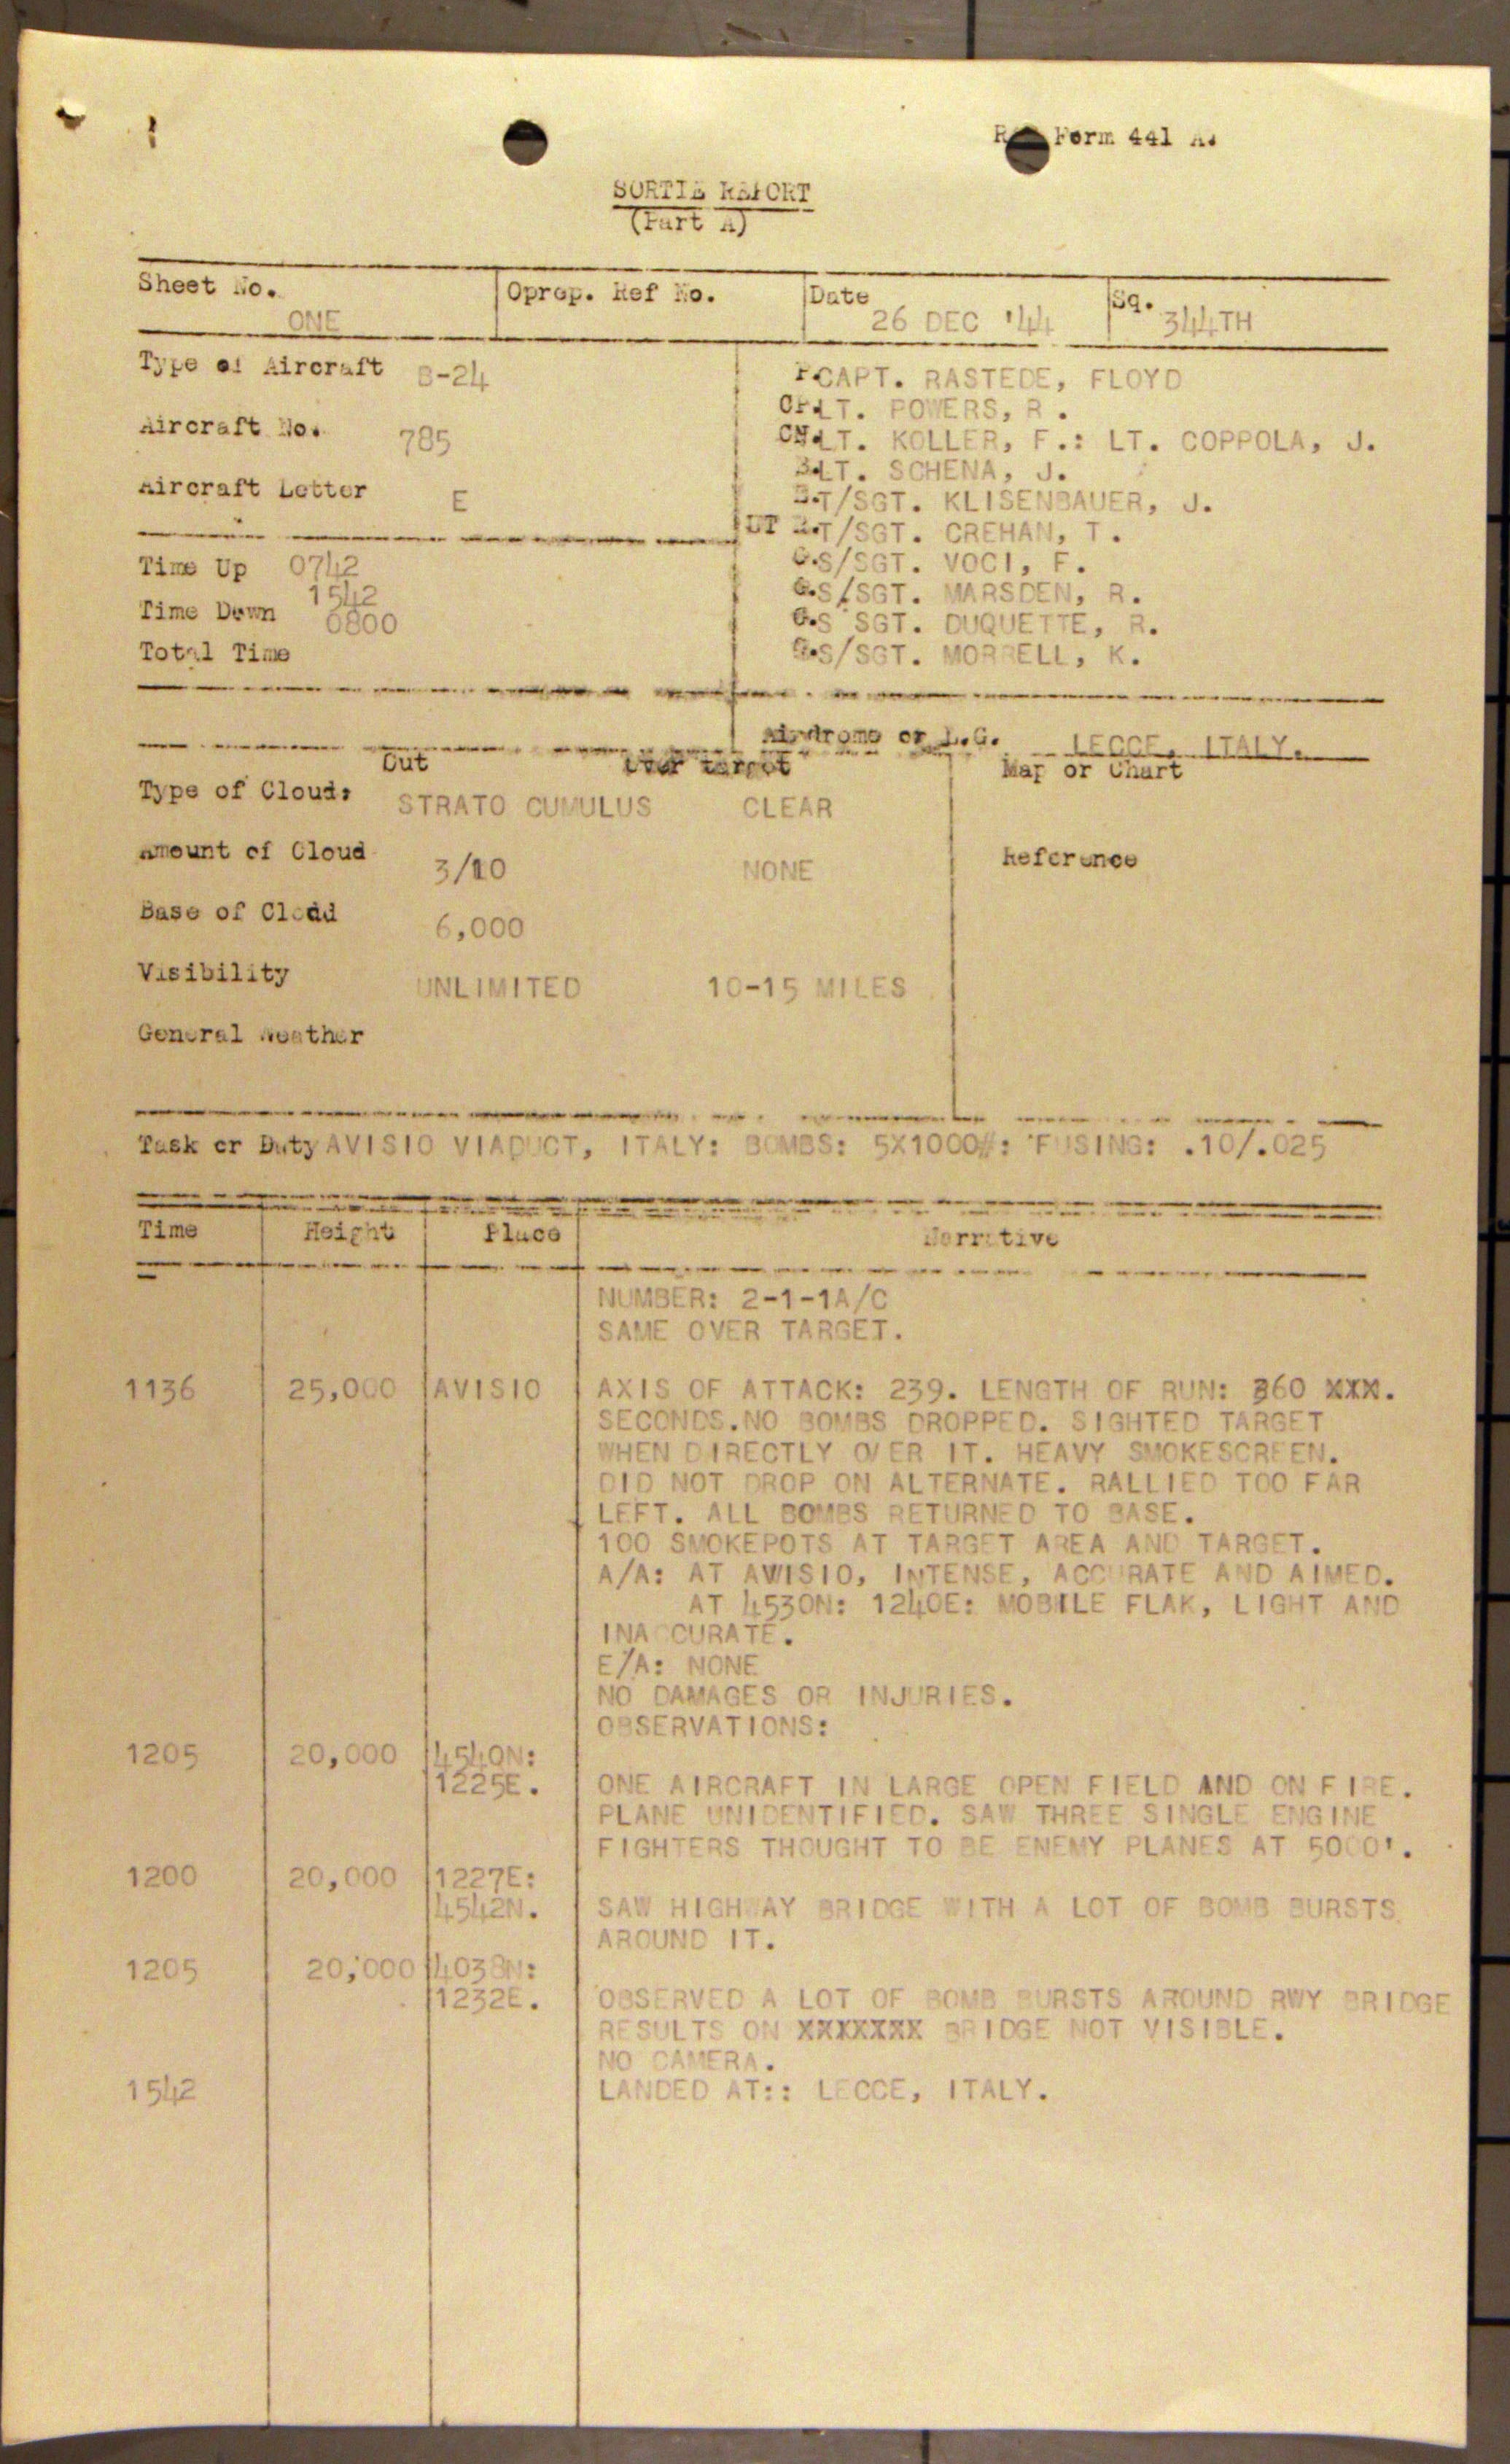 Form 441 A.
SORTIE REPORT
(Part A)
Sheet No. ONE
Oprep. Ref No.
Date 26 DEC '44
Sq. 344TH
Type of Aircraft B-24
Aircraft No. 785
Aircraft Letter E
Time Up 0742
Time Down 1542
Total Time 0800
P.CAPT. RASTEDE, FLOYD
CP.LT. POWERS, R .
LT. KOLLER, F.: LT. COPPOLA, J.
B.LT. SCHENA, J.
T/SGT. KLISENBAUER, J.
T/SGT. CREHAN, T.
G.S/SGT. VOCI, F.
G.S/SGT. MARSDEN, R.
G.S SGT. DUQUETTE, R.
G.S/SGT. MORRELL, K.
Airdrome or L.G. LECCE, ITALY.
Out
Over target
Map or Chart
Type of Cloud: STRATO CUMULUS CLEAR
Amount of Cloud 3/10 NONE
Reference
Base of Cloud 6,000
Visibility UNLIMITED 10-15 MILES
General Weather
Task or Duty AVISIO VIADUCT, ITALY: BOMBS: 5X1000#: FUSING: .10/.025
Time Height Place Narrative
NUMBER: 2-1-1A/C
SAME OVER TARGET.
1136 25,000 AVISIO AXIS OF ATTACK: 239. LENGTH OF RUN: 360 XXX.
SECONDS.NO BOMBS DROPPED. SIGHTED TARGET
WHEN DIRECTLY OVER IT. HEAVY SMOKESCREEN.
DID NOT DROP ON ALTERNATE. RALLIED TOO FAR
LEFT. ALL BOMBS RETURNED TO BASE.
100 SMOKEPOTS AT TARGET AREA AND TARGET.
A/A: AT AVISIO, INTENSE, ACCURATE AND AIMED.
AT 4530N: 1240E: MOBILE FLAK, LIGHT AND
INACCURATE.
E/A: NONE
NO DAMAGES OR INJURIES.
OBSERVATIONS:
1205 20,000 4540N:
1225E. ONE AIRCRAFT IN LARGE OPEN FIELD AND ON FIRE.
PLANE UNIDENTIFIED. SAW THREE SINGLE ENGINE
FIGHTERS THOUGHT TO BE ENEMY PLANES AT 5000'.
1200 20,000 1227E:
4542N. SAW HIGHWAY BRIDGE WITH A LOT OF BOMB BURSTS
AROUND IT.
1205 20,000 4038N:
1232E. OBSERVED A LOT OF BOMB BURSTS AROUND RWY BRIDGE
RESULTS ON XXXXXXX BRIDGE NOT VISIBLE.
NO CAMERA.
1542 LANDED AT:: LECCE, ITALY.